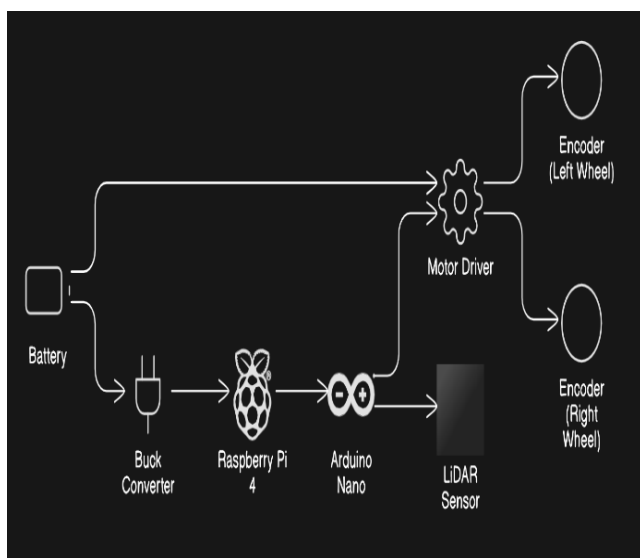 Encoder
(Left Wheel)
Motor Driver
Battery
Encoder
(Right
Wheel)
Buck
Converter
Raspberry Pi
4
Arduino
Nano
LiDAR
Sensor